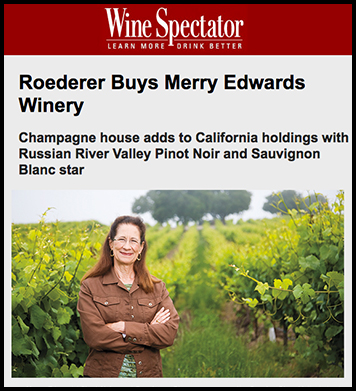 Wine Spectator
LEARN MORE DRINK BETTER
Roederer Buys Merry Edwards
Winery
Champagne house adds to California holdings with
Russian River Valley Pinot Noir and Sauvignon
Blanc star